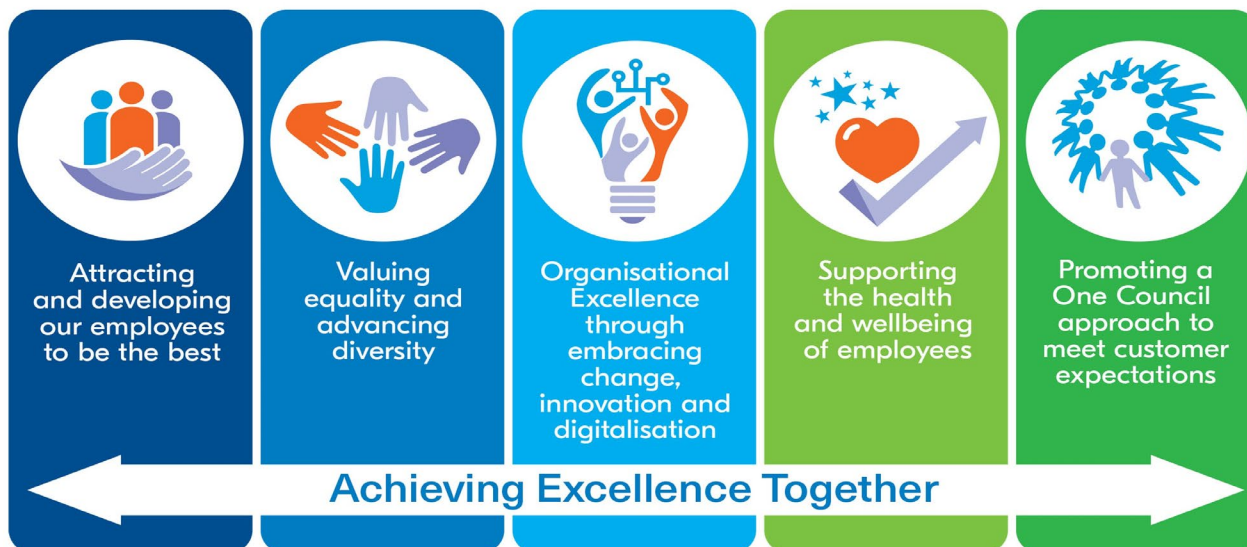 Attracting
and developing
our employees
to be the best
Valuing
equality and
advancing
diversity
Organisational
Excellence
through
embracing
change,
innovation and
digitalisation
Supporting
the health
and wellbeing
of employees
Promoting a
One Council
approach to
meet customer
expectations
Achieving Excellence Together